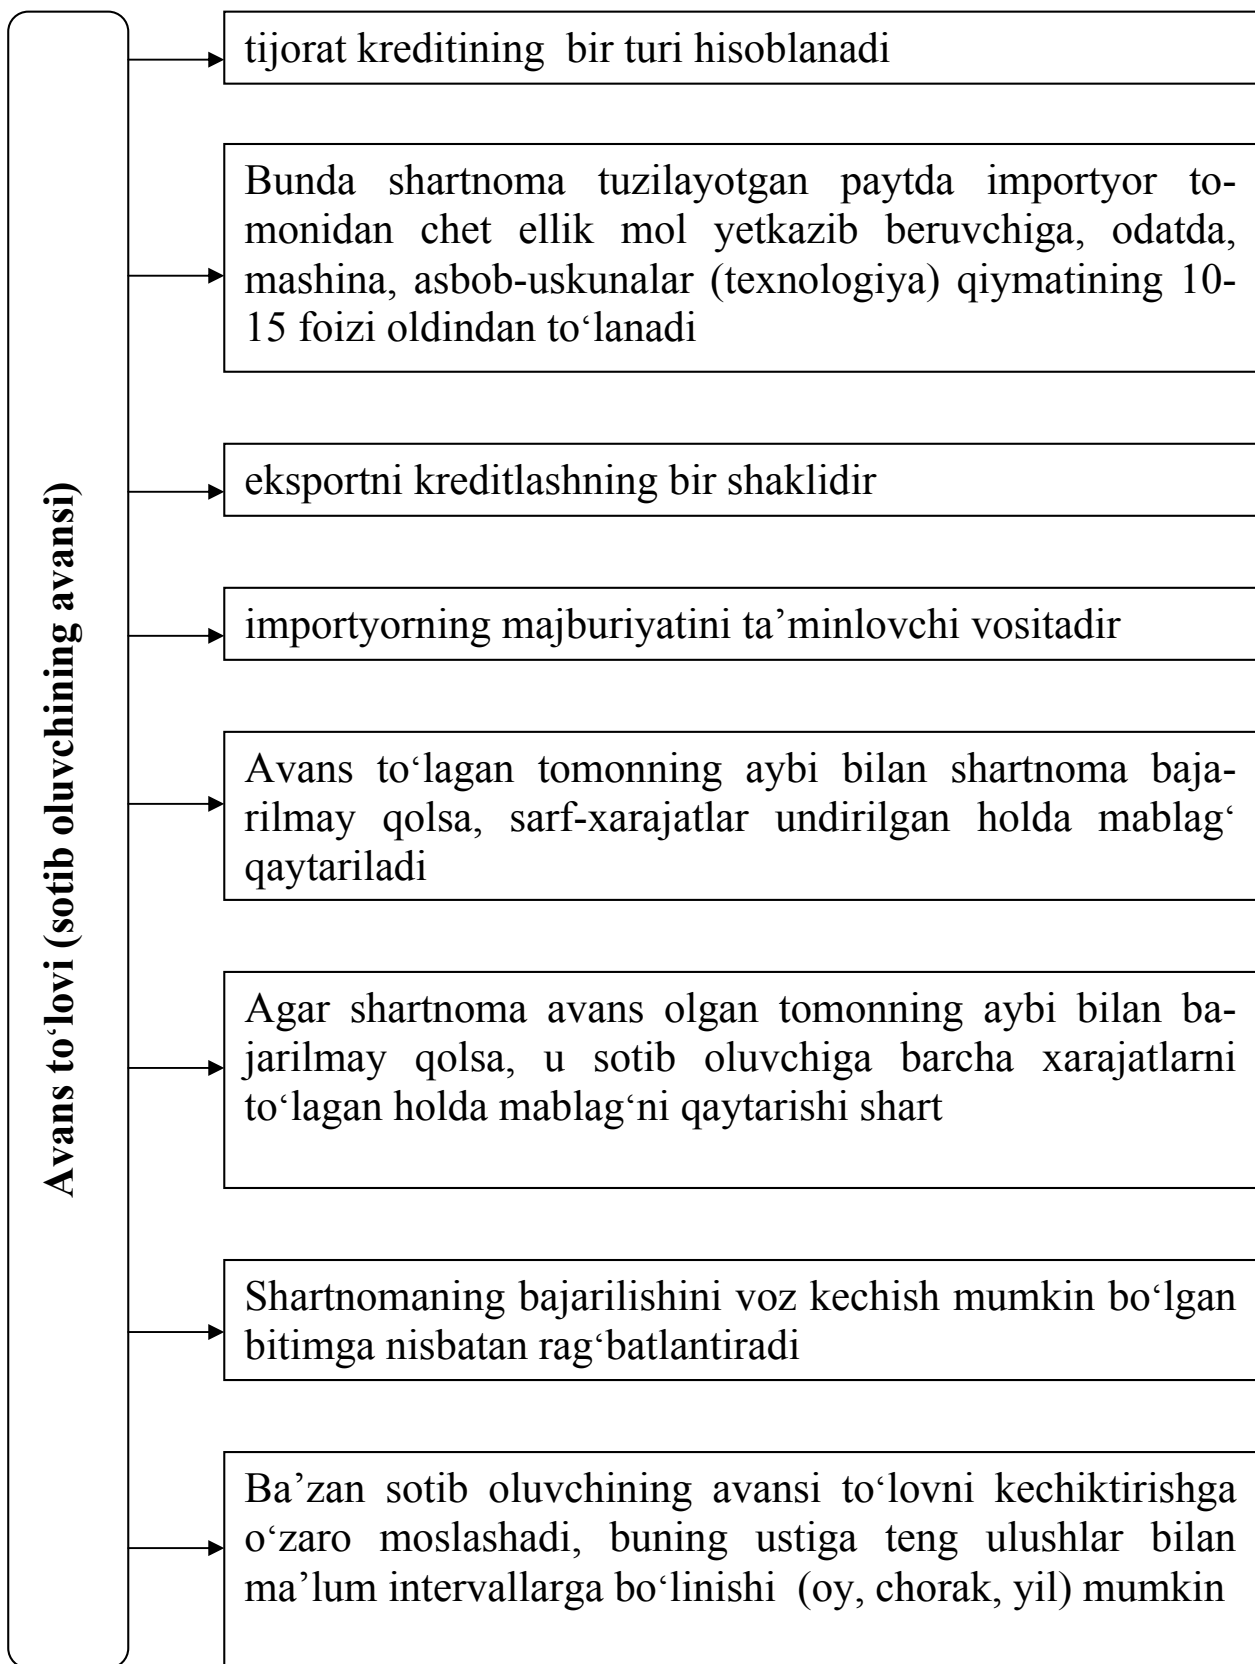 Avans to‘lovi (sotib oluvchining avansi)
tijorat kreditining bir turi hisoblanadi
Bunda shartnoma tuzilayotgan paytda importyor to-
monidan chet ellik mol yetkazib beruvchiga, odatda,
mashina, asbob-uskunalar (texnologiya) qiymatining 10-
15 foizi oldindan to‘lanadi
eksportni kreditlashning bir shaklidir
importyorning majburiyatini ta’minlovchi vositadir
Avans to‘lagan tomonning aybi bilan shartnoma baja-
rilmay qolsa, sarf-xarajatlar undirilgan holda mablag‘
qaytariladi
Agar shartnoma avans olgan tomonning aybi bilan ba-
jarilmay qolsa, u sotib oluvchiga barcha xarajatlarni
to‘lagan holda mablag‘ni qaytarishi shart
Shartnomaning bajarilishini voz kechish mumkin bo‘lgan
bitimga nisbatan rag‘batlantiradi
Ba’zan sotib oluvchining avansi to‘lovni kechiktirishga
o‘zaro moslashadi, buning ustiga teng ulushlar bilan
ma’lum intervallarga bo‘linishi (oy, chorak, yil) mumkin